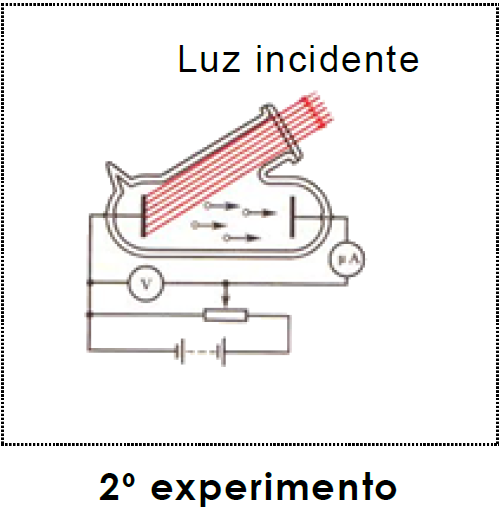 Luz incidente
μA
V
2º experimento